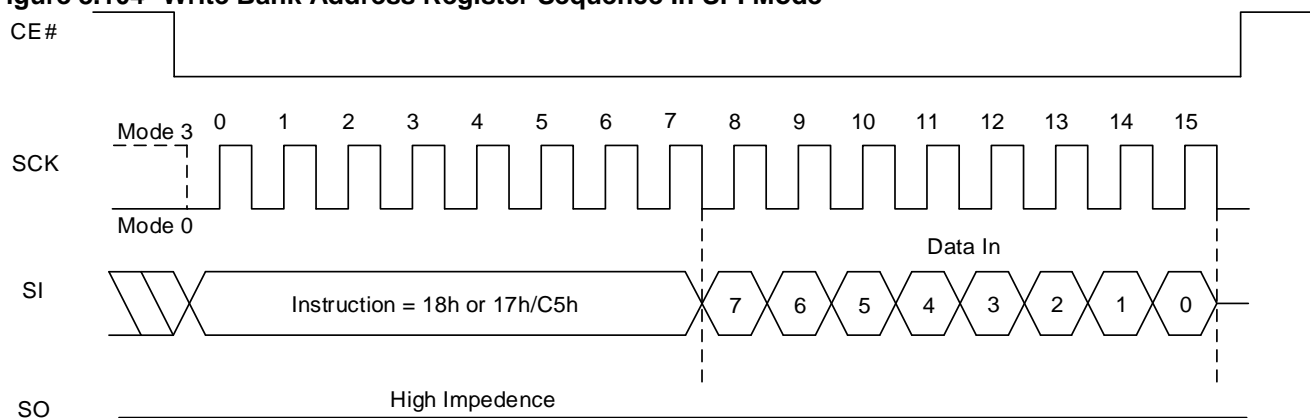 Figure 8.104 Write Bank Address Register Sequence In SPI Mode
CE#
Mode 3
0 1 2 3 4 5 6 7 8 9 10 11 12 13 14 15
SCK
Mode 0
Data In
SI
Instruction = 18h or 17h/C5h
7 6 5 4 3 2 1 0
High Impedence
SO